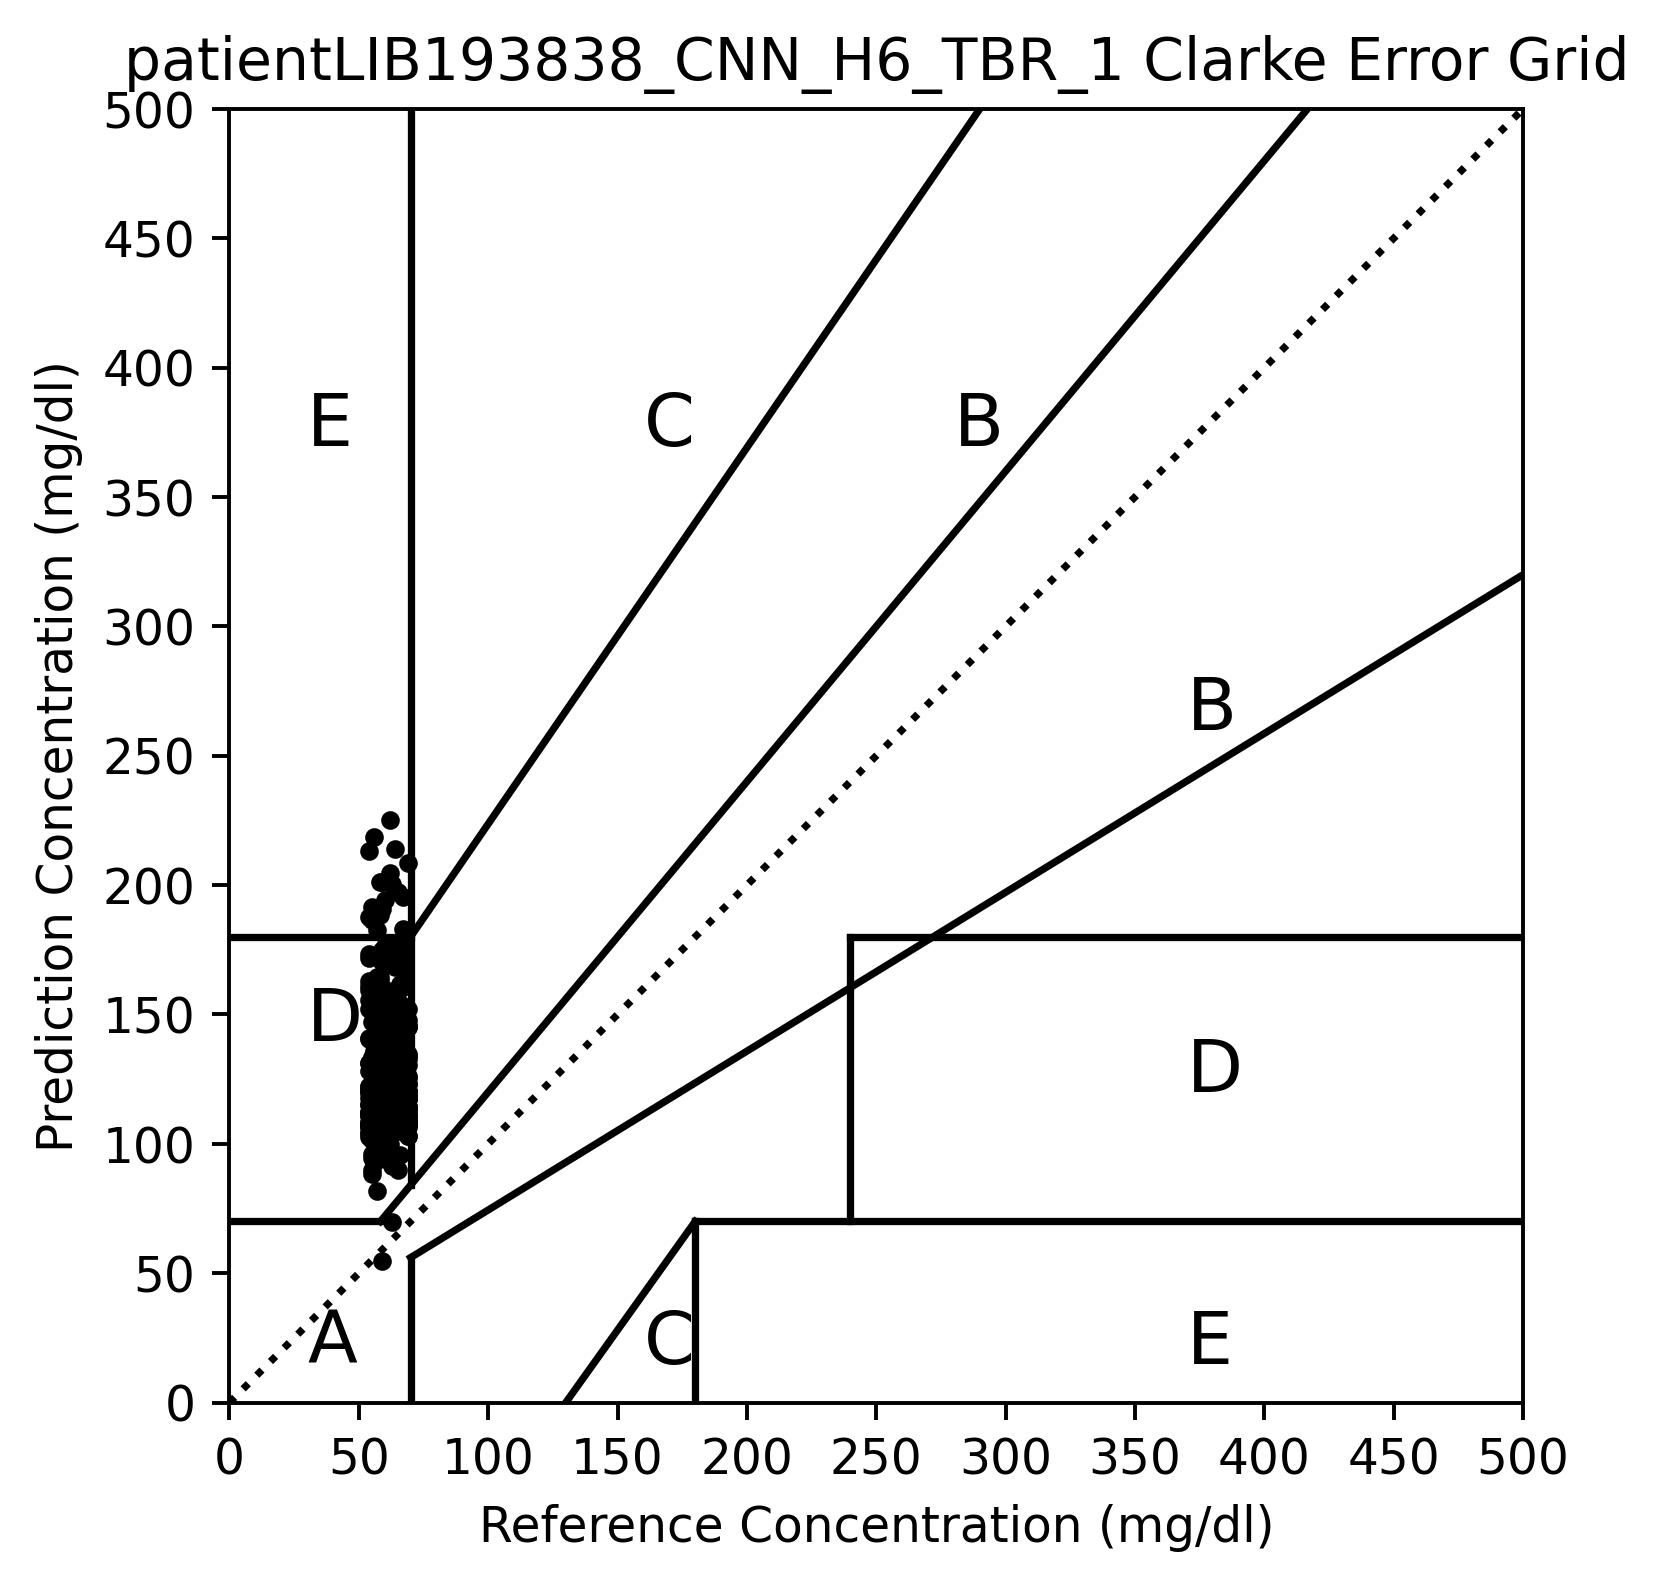 patientLIB193838_CNN_H6_TBR_1 Clarke Error Grid
500
450
400
350
300
250
200
150
100
50
0
Prediction Concentration (mg/dl)
E
C
B
B
D
D
A
C
E
0 50 100 150 200 250 300 350 400 450 500
Reference Concentration (mg/dl)